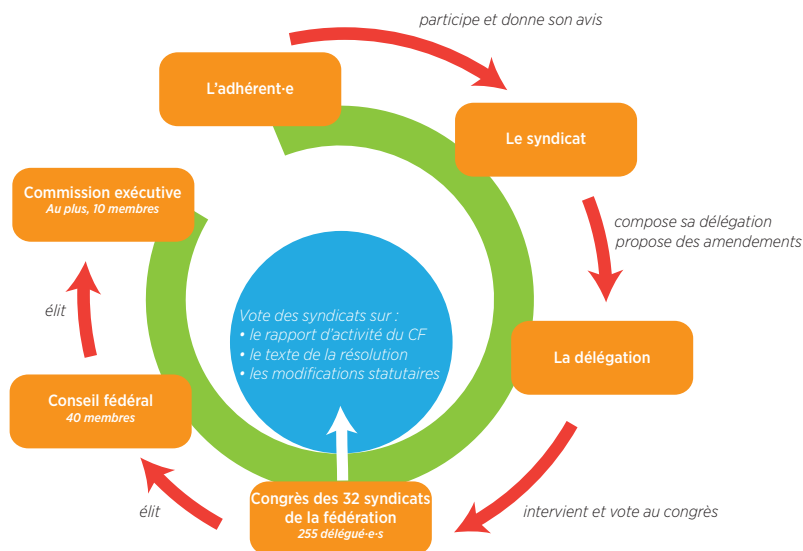 participe et donne son avis
L'adhérent·e
Le syndicat
compose sa délégation
propose des amendements
La délégation
intervient et vote au congrès
Congrès des 32 syndicats
de la fédération
255 délégué·e·s
Vote des syndicats sur :
• le rapport d'activité du CF
• le texte de la résolution
• les modifications statutaires
élit
Conseil fédéral
40 membres
élit
Commission exécutive
Au plus, 10 membres